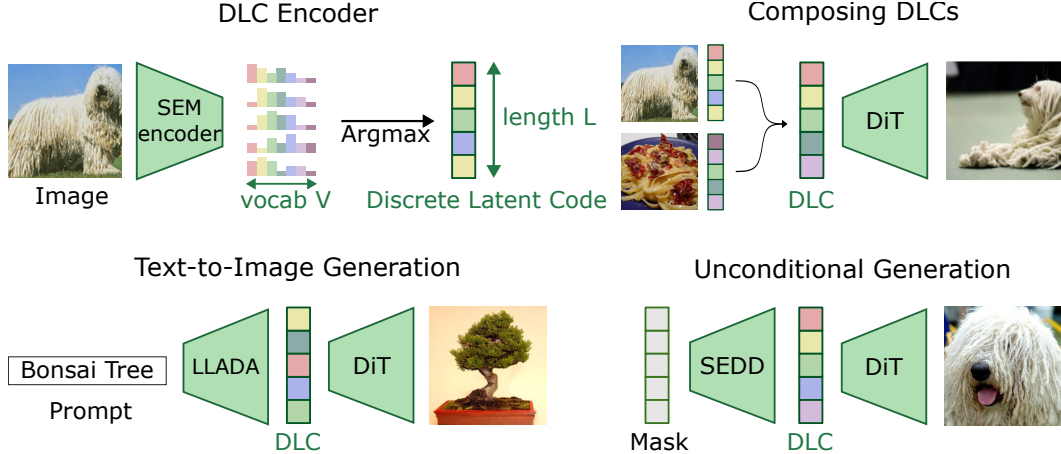 DLC Encoder
SEM
encoder
Image
vocab V
Argmax
length L
Discrete Latent Code
Composing DLCs
DiT
DLC
Text-to-Image Generation
Bonsai Tree
Prompt
LLADA
DLC
DiT
Unconditional Generation
Mask
SEDD
DLC
DiT